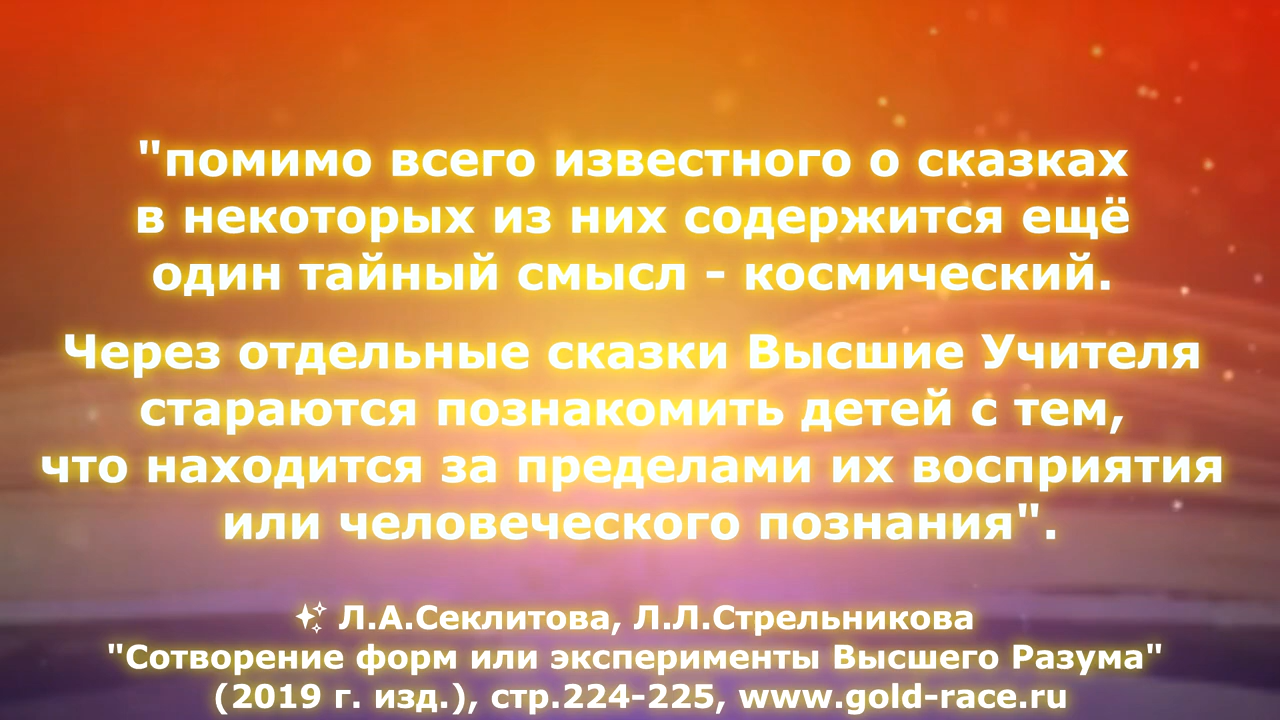 "помимо всего известного о сказках
в некоторых из них содержится ещё
один тайный смысл - космический.
Через отдельные сказки Высшие Учителя
стараются познакомить детей с тем,
что находится за пределами их восприятия
или человеческого познания".
✨ Л.А.Секлитова, Л.Л.Стрельникова
"Сотворение форм или эксперименты Высшего Разума"
(2019 г. изд.), стр.224-225, www.gold-race.ru